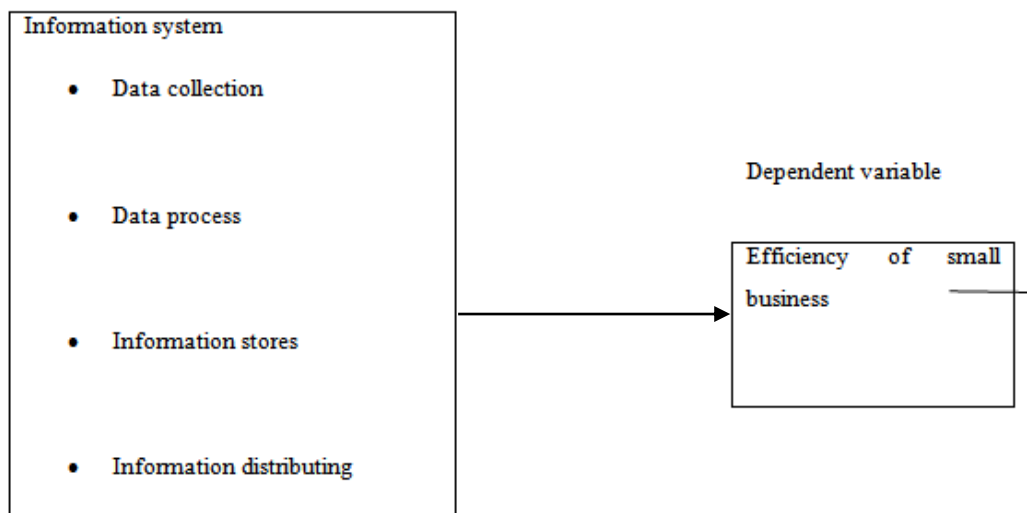 Information system
• Data collection
• Data process
• Information stores
• Information distributing
Dependent variable
Efficiency of small
business